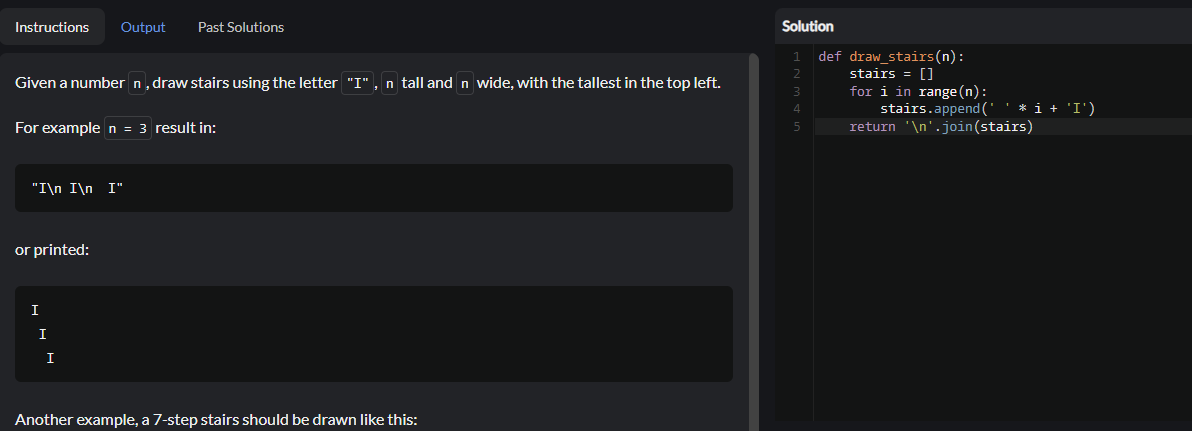 Instructions Output Past Solutions
Given a number n, draw stairs using the letter "I", n tall and n wide, with the tallest in the top left.
For example n = 3 result in:
"I\n I\n  I"
or printed:
I
 I
  I
Another example, a 7-step stairs should be drawn like this:
Solution
1 def draw_stairs(n):
2     stairs = []
3     for i in range(n):
4         stairs.append(' ' * i + 'I')
5     return '\n'.join(stairs)